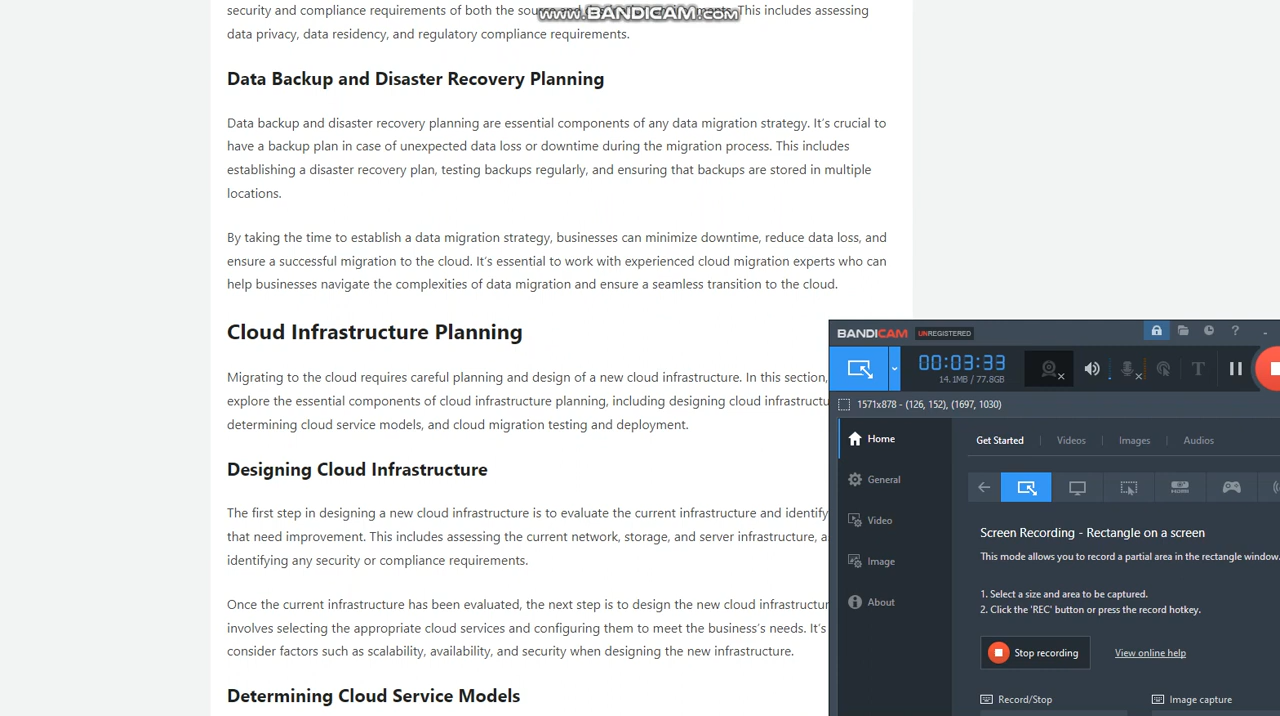 security and compliance requirements of both the source and This includes assessing
www.BANDICAM.com
data privacy, data residency, and regulatory compliance requirements.
Data Backup and Disaster Recovery Planning
Data backup and disaster recovery planning are essential components of any data migration strategy. It's crucial to
have a backup plan in case of unexpected data loss or downtime during the migration process. This includes
establishing a disaster recovery plan, testing backups regularly, and ensuring that backups are stored in multiple
locations.
By taking the time to establish a data migration strategy, businesses can minimize downtime, reduce data loss, and
ensure a successful migration to the cloud. It's essential to work with experienced cloud migration experts who can
help businesses navigate the complexities of data migration and ensure a seamless transition to the cloud.
Cloud Infrastructure Planning
Migrating to the cloud requires careful planning and design of a new cloud infrastructure. In this section,
explore the essential components of cloud infrastructure planning, including designing cloud infrastructu
determining cloud service models, and cloud migration testing and deployment.
Designing Cloud Infrastructure
The first step in designing a new cloud infrastructure is to evaluate the current infrastructure and identify
that need improvement. This includes assessing the current network, storage, and server infrastructure, a
identifying any security or compliance requirements.
Once the current infrastructure has been evaluated, the next step is to design the new cloud infrastructur
involves selecting the appropriate cloud services and configuring them to meet the business's needs. It's
consider factors such as scalability, availability, and security when designing the new infrastructure.
Determining Cloud Service Models
BANDICAM UNREGISTERED
00:03:33
14.1MB / 77.8GB
1571x878 - (126, 152), (1697, 1030)
Home
General
Video
Image
About
Get Started Videos Images Audios
Screen Recording - Rectangle on a screen
This mode allows you to record a partial area in the rectangle window.
1. Select a size and area to be captured.
2. Click the 'REC' button or press the record hotkey.
Stop recording View online help
Record/Stop Image capture